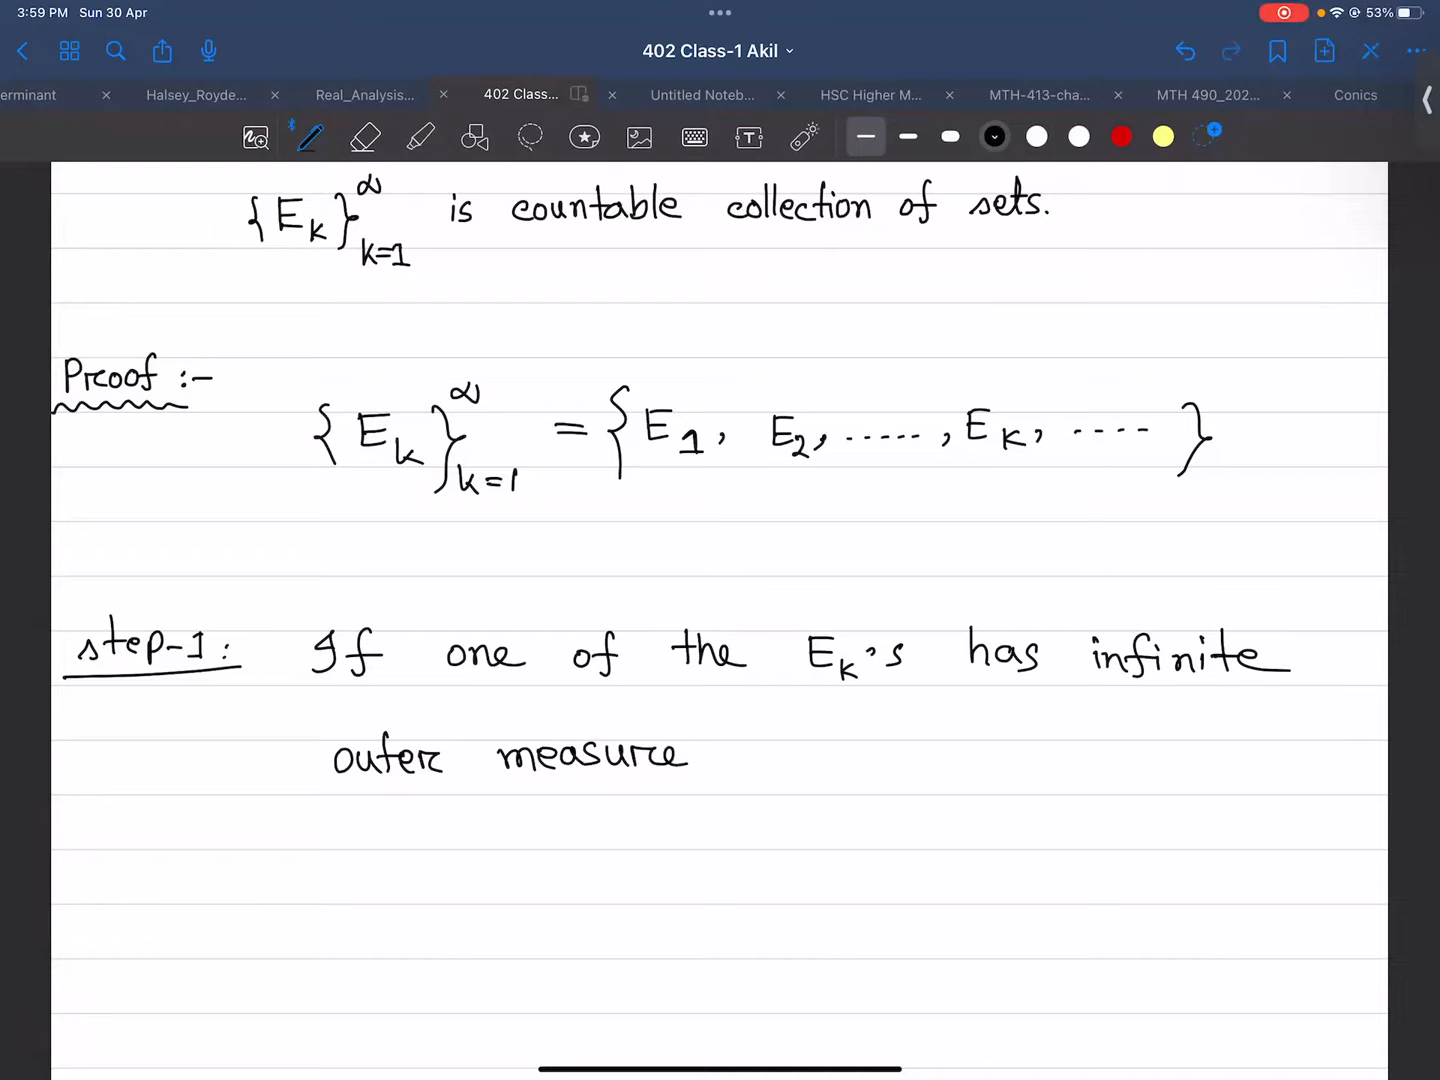 3:59 PM Sun 30 Apr
53%
402 Class-1 Akil
erminant
Halsey_Royde...
Real_Analysis...
402 Class...
Untitled Noteb...
HSC Higher M...
MTH-413-cha...
MTH 490_202...
Conics
{E_k}_{k=1}^∞ is countable collection of sets.
Proof :-
{E_k}_{k=1}^∞ = {E_1, E_2, ....., E_k, .... }
step-1: If one of the E_k's has infinite
outer measure